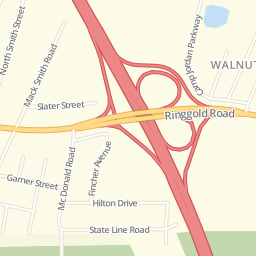 North Smith Street
Mack Smith Road
Camp Jordan Parkway
WALNUT
Slater Street
Ringgold Road
Mc Donald Road
Fincher Avenue
Garner Street
Hilton Drive
State Line Road